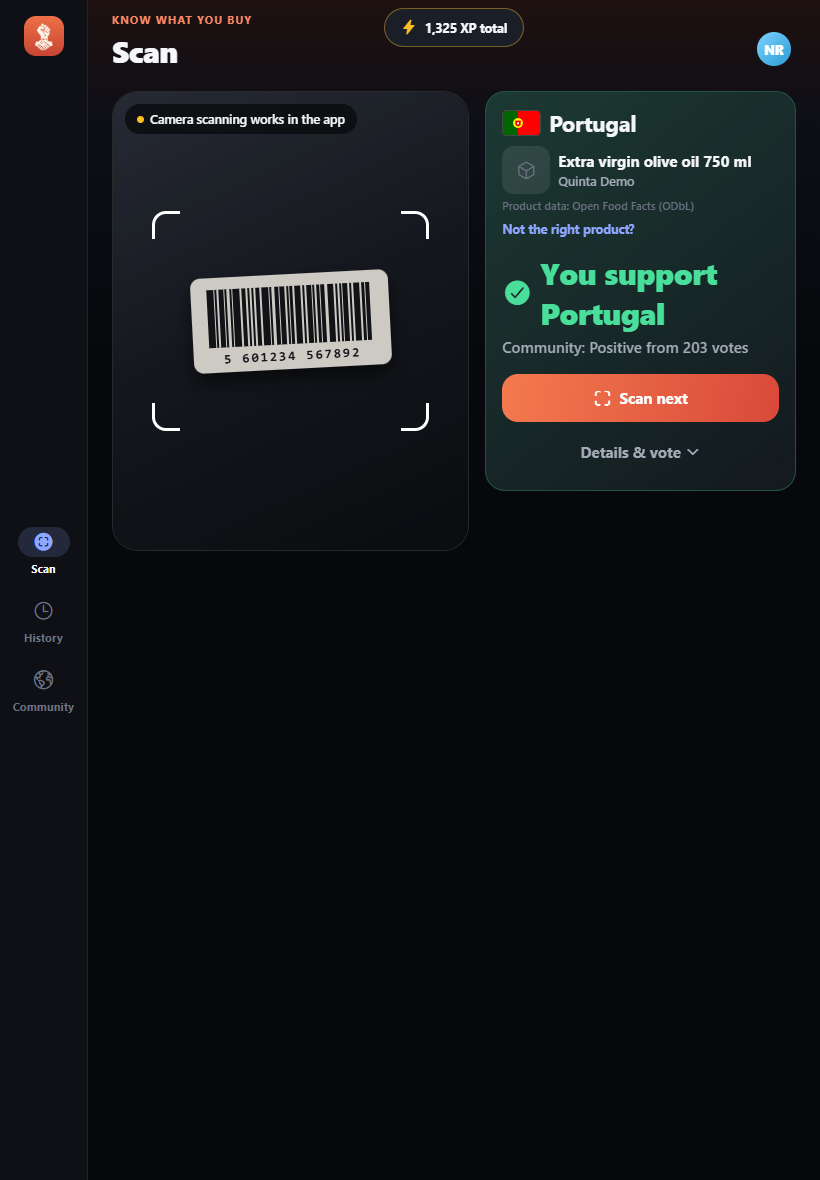 KNOW WHAT YOU BUY
Scan
1,325 XP total
NR
Camera scanning works in the app
5 601234 567892
Portugal
Extra virgin olive oil 750 ml
Quinta Demo
Product data: Open Food Facts (ODbL)
Not the right product?
You support
Portugal
Community: Positive from 203 votes
Scan next
Details & vote
Scan
History
Community